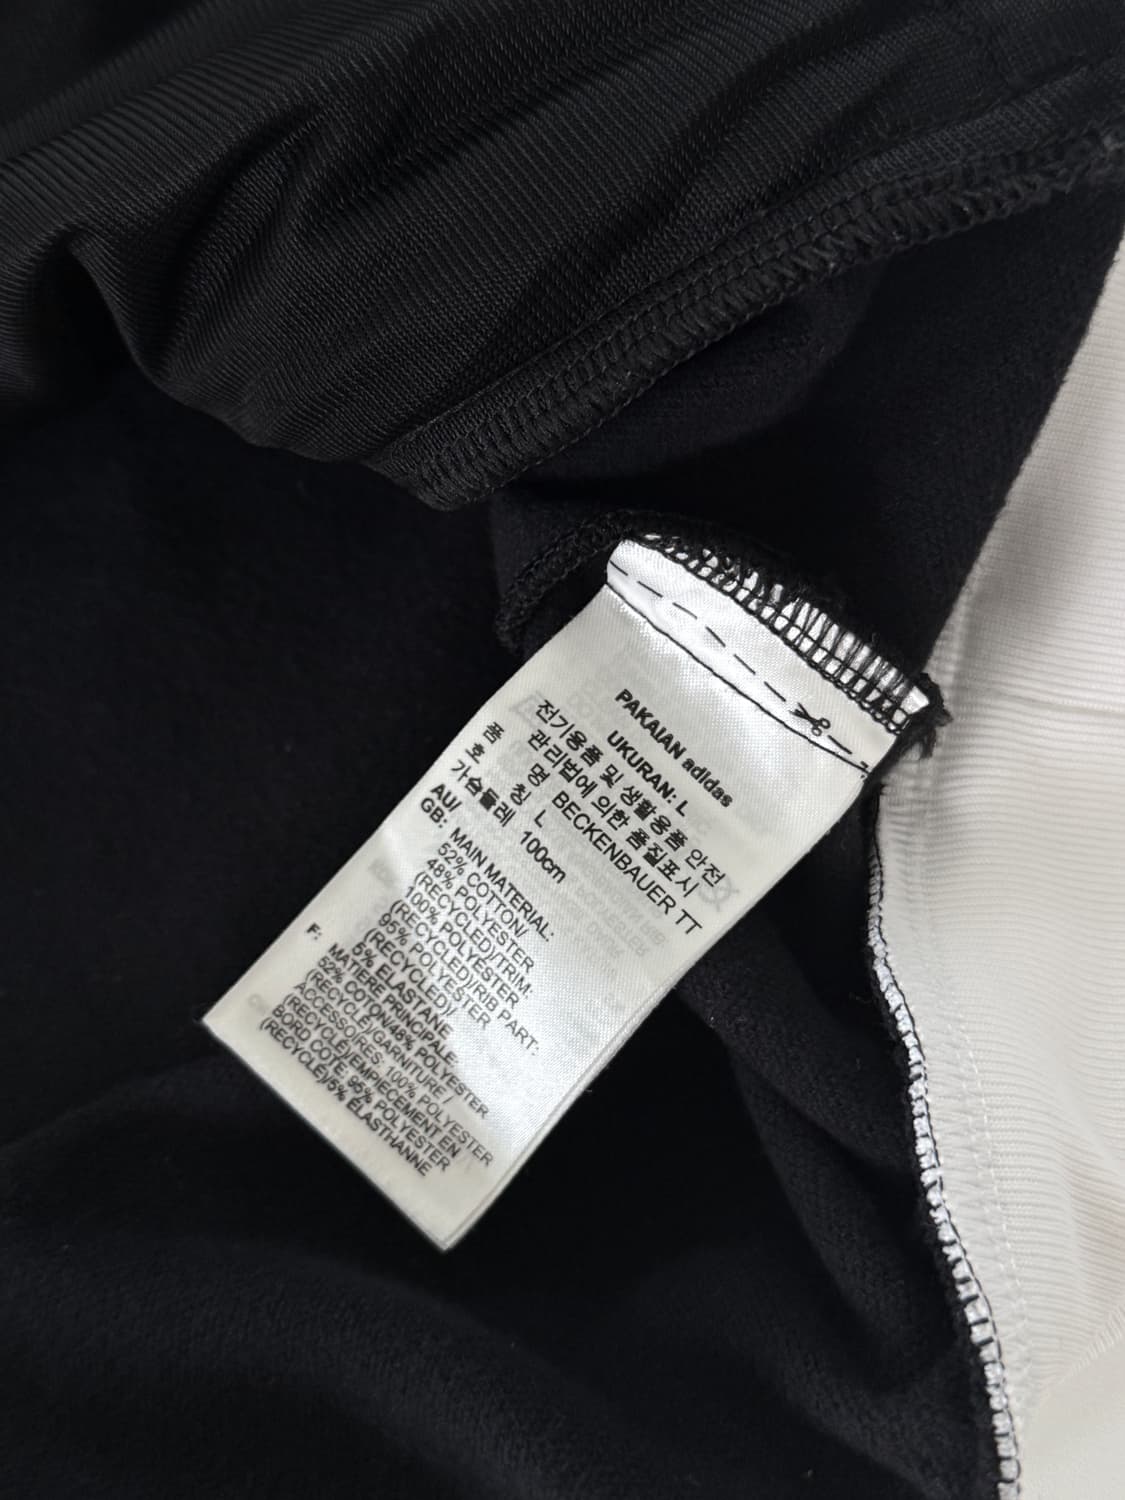 PAKAIAN adidas
UKURAN: L
전기용품 및 생활용품 안전
관리법에 의한 품질표시
품 명 BECKENBAUER TT
호 칭 L
가슴둘레 100cm
AU/
GB: MAIN MATERIAL:
52% COTTON/
48% POLYESTER
(RECYCLED)/TRIM:
100% POLYESTER
(RECYCLED)/RIB PART:
95% POLYESTER
(RECYCLED)/
5% ELASTANE
F: MATIERE PRINCIPALE:
52% COTON/48% POLYESTER
(RECYCLÉ)/GARNITURE /
ACCESSOIRES: 100% POLYESTER
(RECYCLÉ)/EMPIECEMENT EN
BORD COTE: 95% POLYESTER
(RECYCLÉ)/5% ÉLASTHANNE